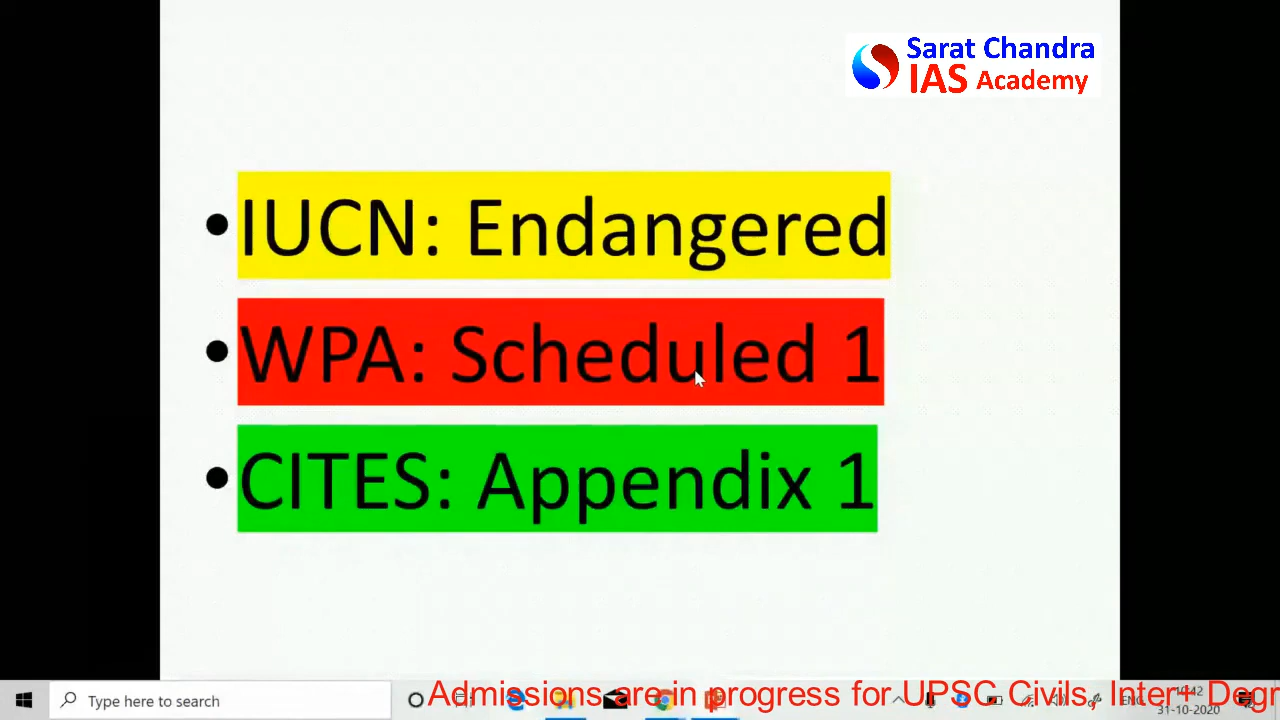 Sarat Chandra
IAS Academy
• IUCN: Endangered
• WPA: Scheduled 1
• CITES: Appendix 1
Type here to search
Admissions are in progress for UPSC Civils, Inter+ Degr
ENG
31-10-2020